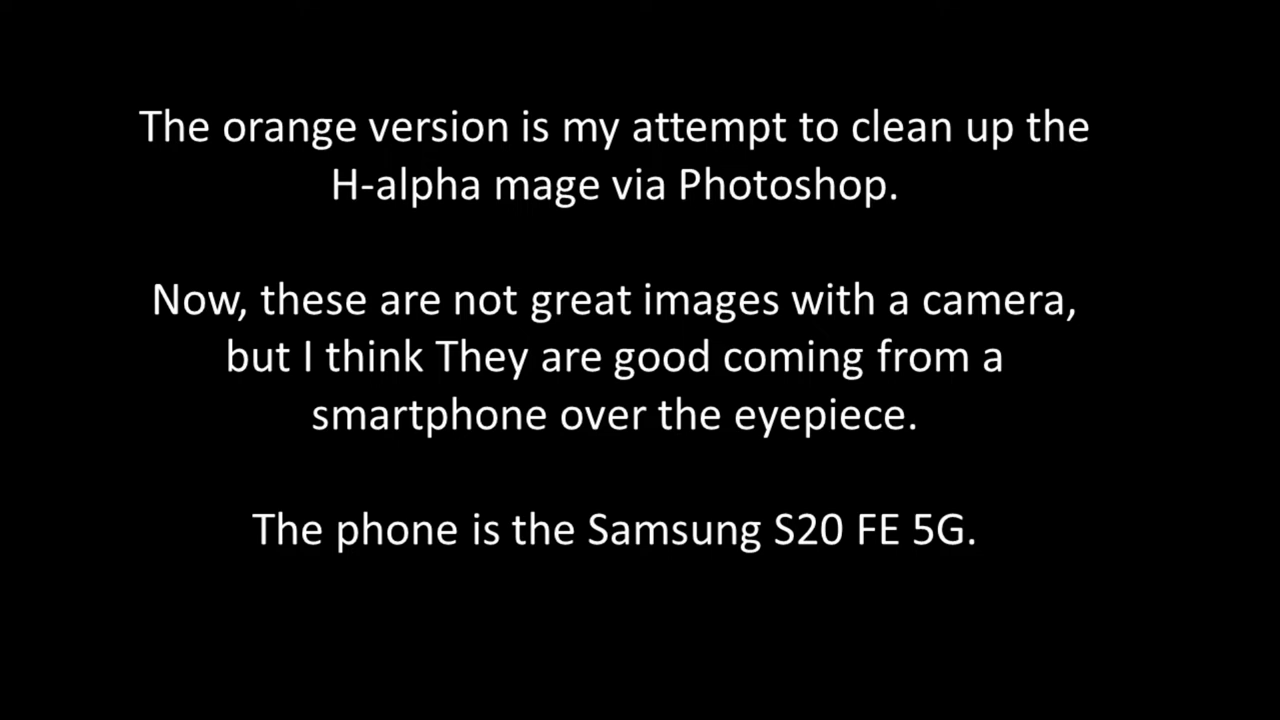 The orange version is my attempt to clean up the
H-alpha mage via Photoshop.
Now, these are not great images with a camera,
but I think They are good coming from a
smartphone over the eyepiece.
The phone is the Samsung S20 FE 5G.